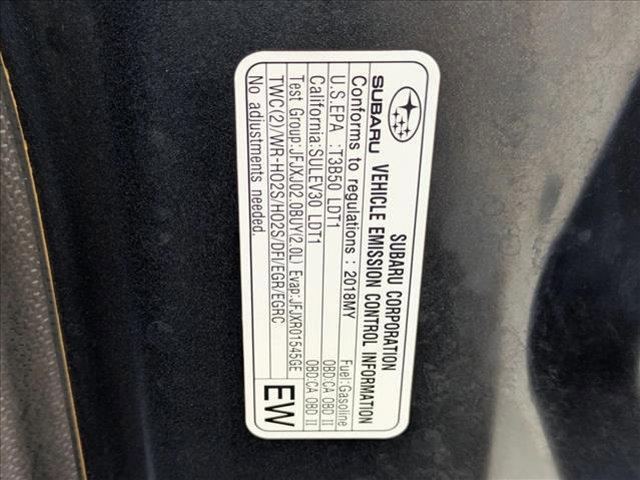 SUBARU CORPORATION
SUBARU VEHICLE EMISSION CONTROL INFORMATION
Conforms to regulations : 2018MY Fuel:Gasoline
U.S.EPA :T3B50 LDT1 OBD:CA OBD II
California:SULEV30 LDT1 OBD:CA OBD II
Test Group:JFJXJ02.0BUY(2.0L) Evap:JFJXR01545GE
TWC(2)/WR-HO2S/HO2S/DFI/EGR/EGRC
No adjustments needed.
EW